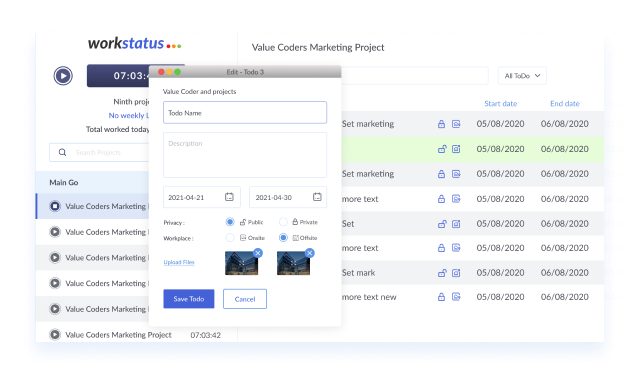 workstatus
Value Coders Marketing Project
07:03:
Edit - Todo 3
All ToDo
Ninth proje
No weekly L
Total worked today
Search Projects
Main Go
Value Coders Marketing
Value Coders Marketing
Value Coders Marketing
Value Coders Marketing
Value Coders Marketing
Value Coders Marketing Project 07:03:42
Value Coder and projects
Todo Name
Description
2021-04-21 2021-04-30
Privacy : Public Private
Workplace : Onsite Offsite
Upload Files
Save Todo Cancel
Start date End date
Set marketing 05/08/2020 06/08/2020
05/08/2020 06/08/2020
Set marketing 05/08/2020 06/08/2020
more text 05/08/2020 06/08/2020
Set 05/08/2020 06/08/2020
more text 05/08/2020 06/08/2020
Set mark 05/08/2020 06/08/2020
more text new 05/08/2020 06/08/2020